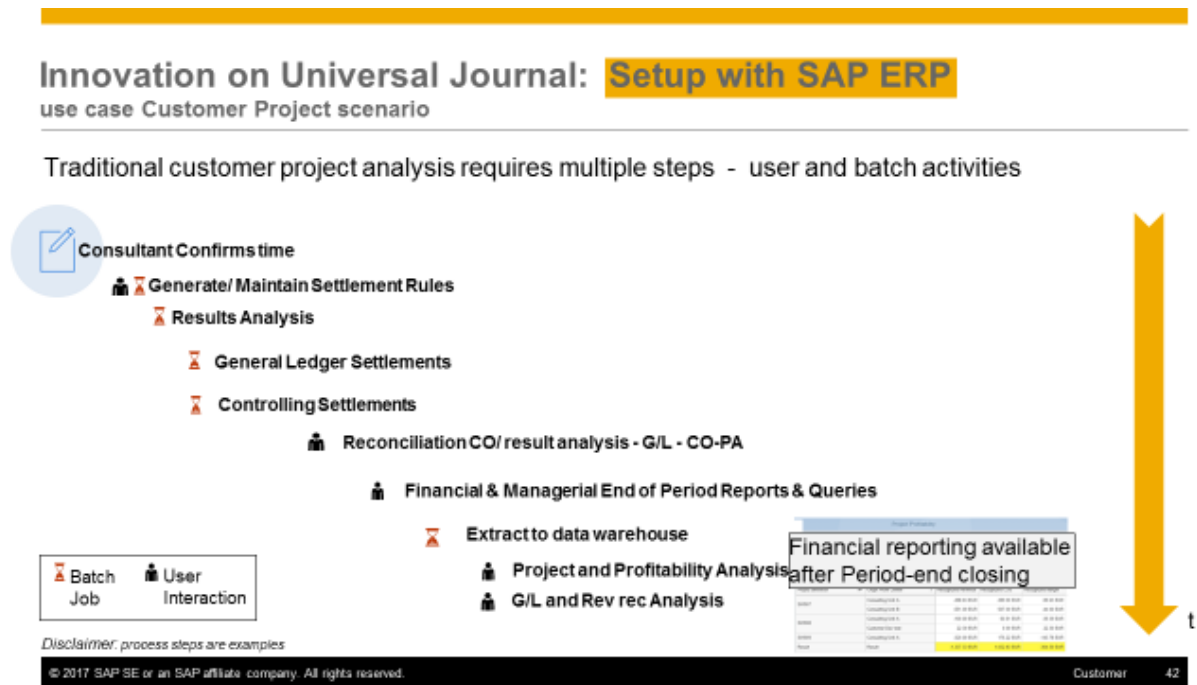 Innovation on Universal Journal: Setup with SAP ERP
use case Customer Project scenario
Traditional customer project analysis requires multiple steps - user and batch activities
Consultant Confirms time
Generate/ Maintain Settlement Rules
Results Analysis
General Ledger Settlements
Controlling Settlements
Reconciliation CO/ result analysis - G/L - CO-PA
Financial & Managerial End of Period Reports & Queries
Extract to data warehouse
Project and Profitability Analysis
G/L and Rev rec Analysis
Financial reporting available
after Period-end closing
t
Batch
Job
User
Interaction
Disclaimer: process steps are examples
© 2017 SAP SE or an SAP affiliate company. All rights reserved.
Customer
42